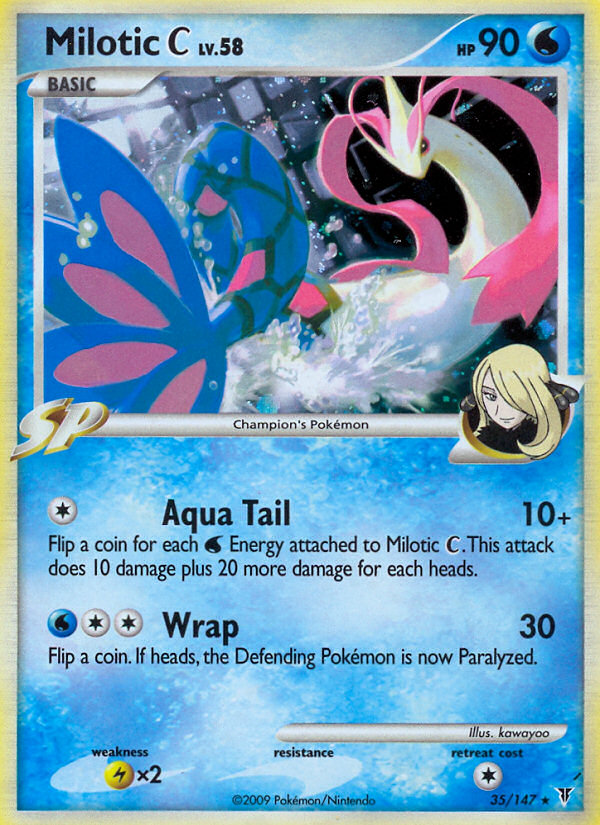 Milotic C LV.58
HP 90
BASIC
SP
Champion's Pokémon
Aqua Tail 10+
Flip a coin for each Energy attached to Milotic C. This attack
does 10 damage plus 20 more damage for each heads.
Wrap 30
Flip a coin. If heads, the Defending Pokémon is now Paralyzed.
Illus. kawayoo
weakness resistance retreat cost
×2
©2009 Pokémon/Nintendo 35/147 ★